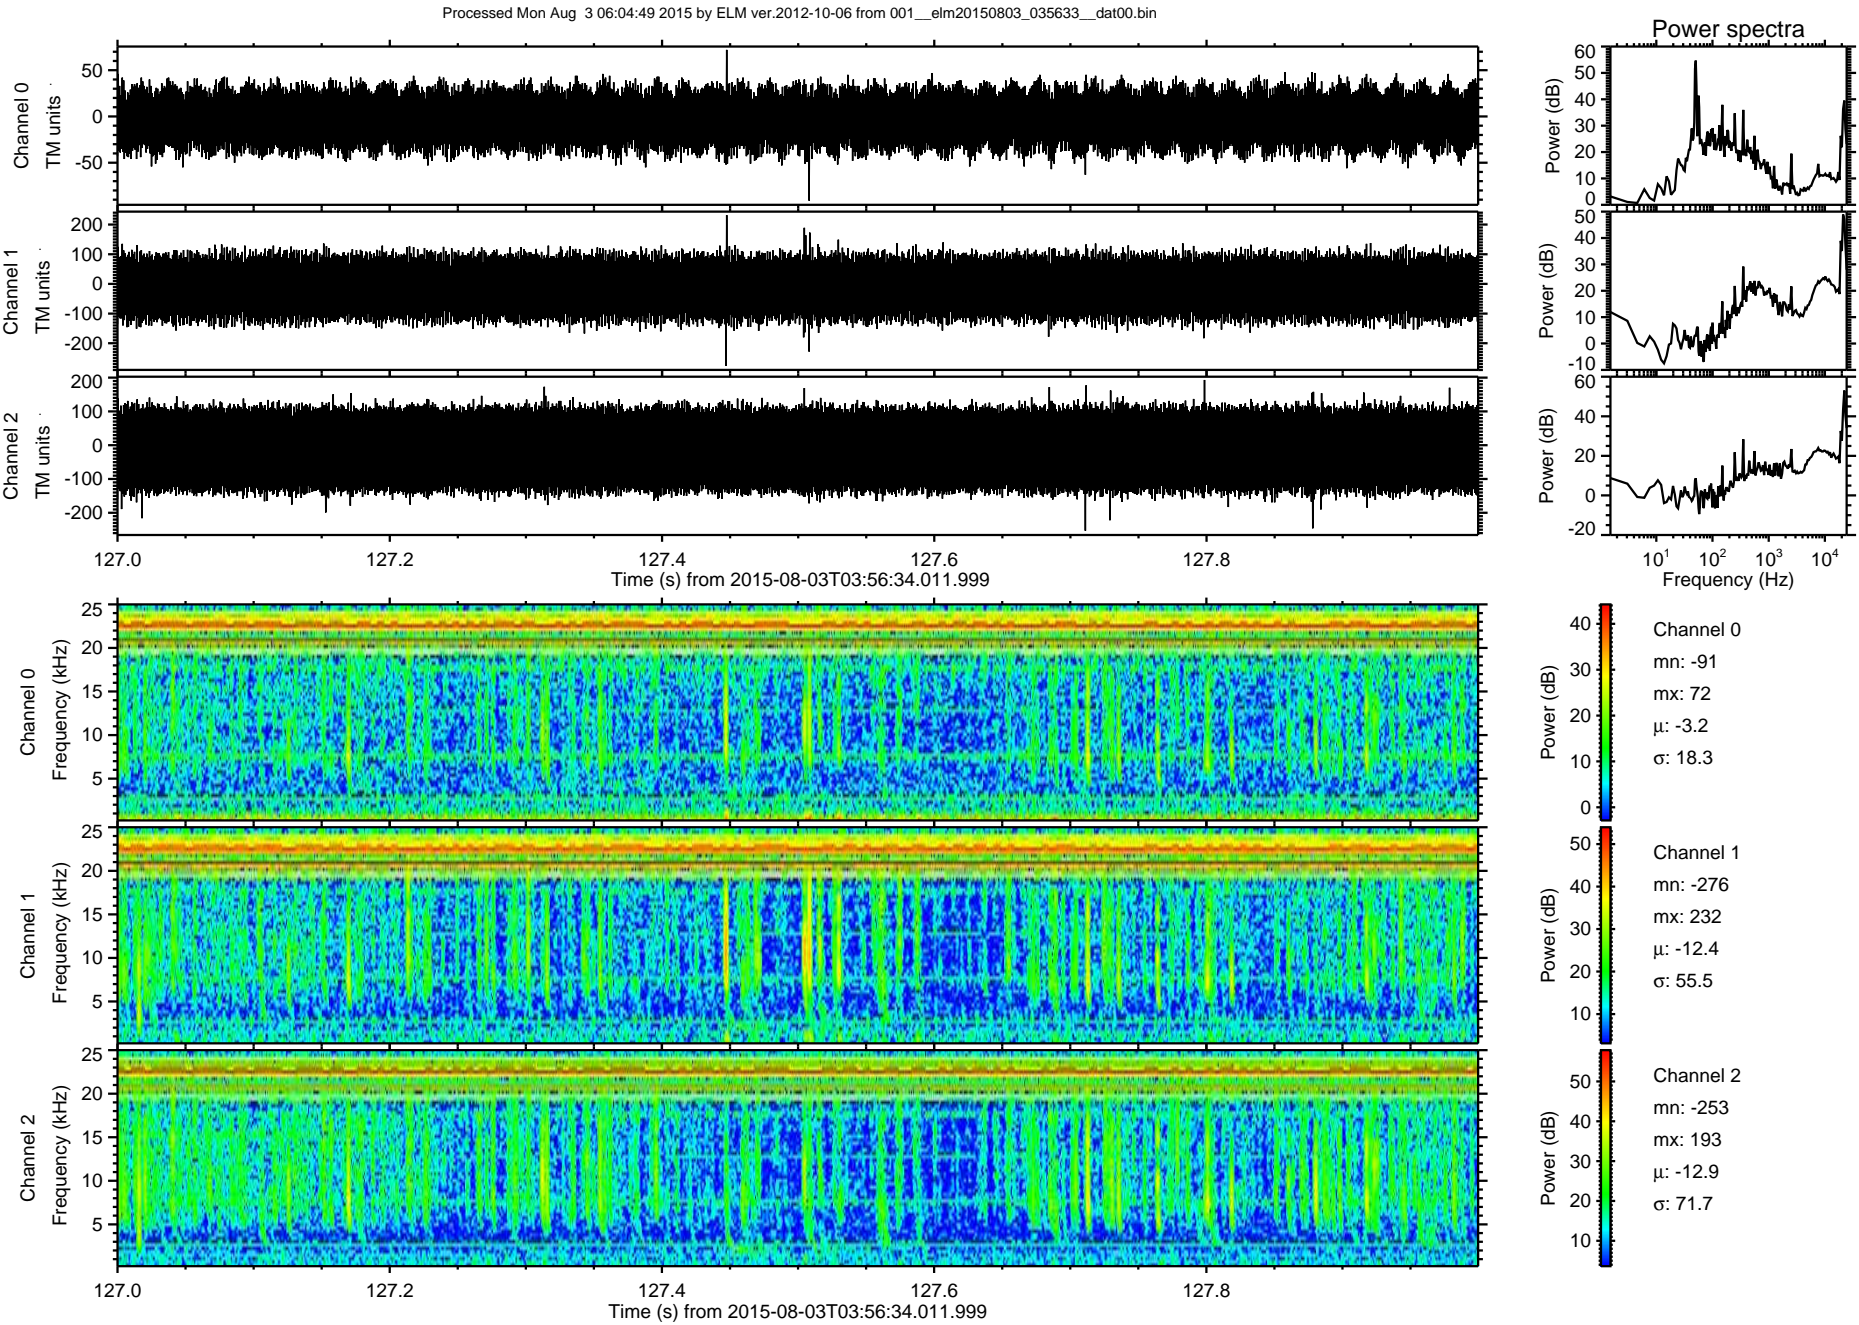 Processed Mon Aug  3 06:04:49 2015 by ELM ver.2012-10-06 from 001__elm20150803_035633__dat00.bin
Power spectra
Channel 0
TM units
50
0
-50
Power (dB)
60
50
40
30
20
10
0
Channel 1
TM units
200
100
0
-100
-200
Power (dB)
50
40
30
20
10
0
-10
Channel 2
TM units
200
100
0
-100
-200
Power (dB)
60
40
20
0
-20
127.0 127.2 127.4 127.6 127.8
Time (s) from 2015-08-03T03:56:34.011.999
10^1 10^2 10^3 10^4
Frequency (Hz)
Channel 0
Frequency (kHz)
25
20
15
10
5
Power (dB)
40
30
20
10
0
Channel 0
mn: -91
mx: 72
μ: -3.2
σ: 18.3
Channel 1
Frequency (kHz)
25
20
15
10
5
Power (dB)
50
40
30
20
10
Channel 1
mn: -276
mx: 232
μ: -12.4
σ: 55.5
Channel 2
Frequency (kHz)
25
20
15
10
5
Power (dB)
50
40
30
20
10
Channel 2
mn: -253
mx: 193
μ: -12.9
σ: 71.7
127.0 127.2 127.4 127.6 127.8
Time (s) from 2015-08-03T03:56:34.011.999